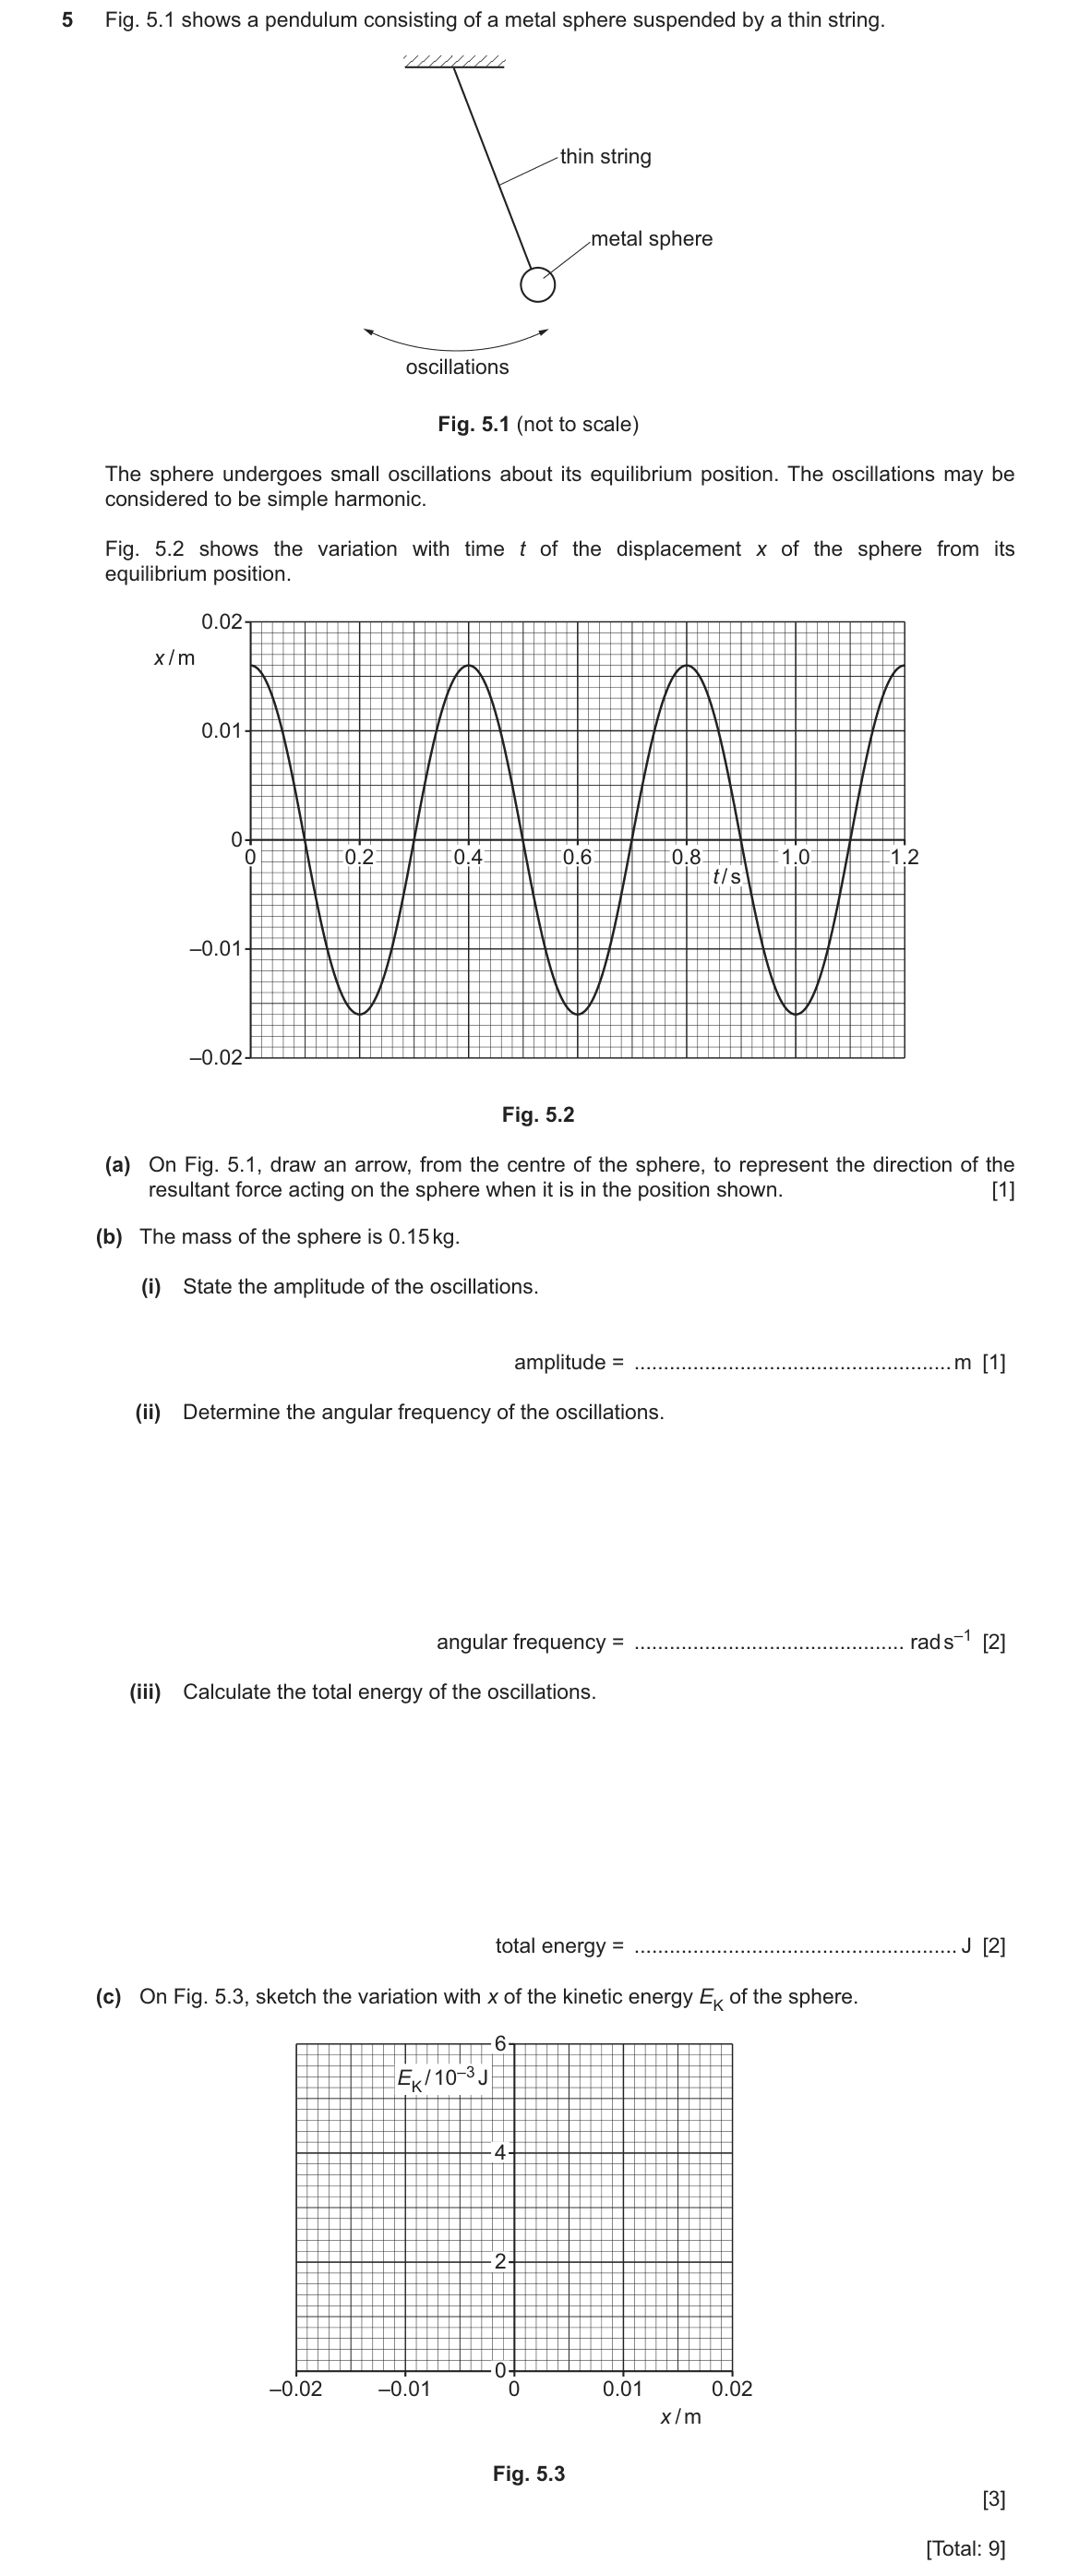 5 Fig. 5.1 shows a pendulum consisting of a metal sphere suspended by a thin string.
thin string
metal sphere
oscillations
Fig. 5.1 (not to scale)
The sphere undergoes small oscillations about its equilibrium position. The oscillations may be
considered to be simple harmonic.
Fig. 5.2 shows the variation with time t of the displacement x of the sphere from its
equilibrium position.
0.02
x / m
0.01
0
0 0.2 0.4 0.6 0.8 1.0 1.2
t / s
–0.01
–0.02
Fig. 5.2
(a) On Fig. 5.1, draw an arrow, from the centre of the sphere, to represent the direction of the
resultant force acting on the sphere when it is in the position shown. [1]
(b) The mass of the sphere is 0.15 kg.
(i) State the amplitude of the oscillations.
amplitude = ...................................................... m [1]
(ii) Determine the angular frequency of the oscillations.
angular frequency = .............................................. rad s⁻¹ [2]
(iii) Calculate the total energy of the oscillations.
total energy = ....................................................... J [2]
(c) On Fig. 5.3, sketch the variation with x of the kinetic energy E_K of the sphere.
6
E_K / 10⁻³ J
4
2
0
–0.02 –0.01 0 0.01 0.02
x / m
Fig. 5.3
[3]
[Total: 9]